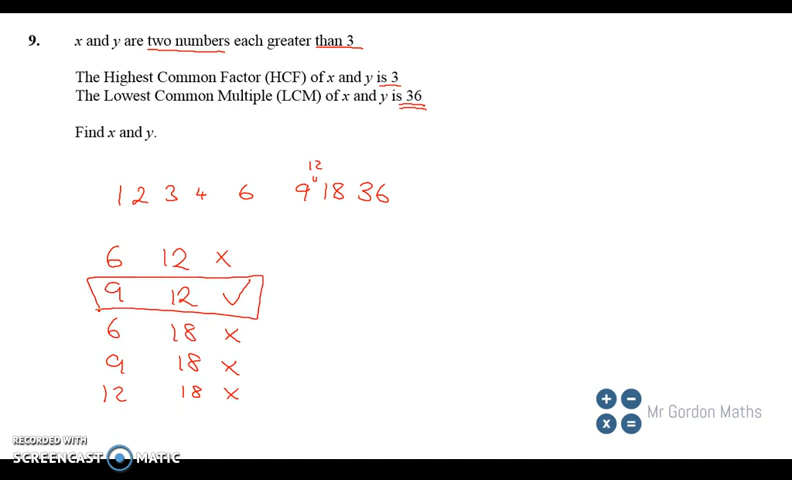 9. x and y are two numbers each greater than 3
The Highest Common Factor (HCF) of x and y is 3
The Lowest Common Multiple (LCM) of x and y is 36
Find x and y.
12
1 2 3 4 6 9 18 36
6 12 x
9 12 ✓
6 18 x
9 18 x
12 18 x
+ −
x =
Mr Gordon Maths
RECORDED WITH
SCREENCAST MATIC